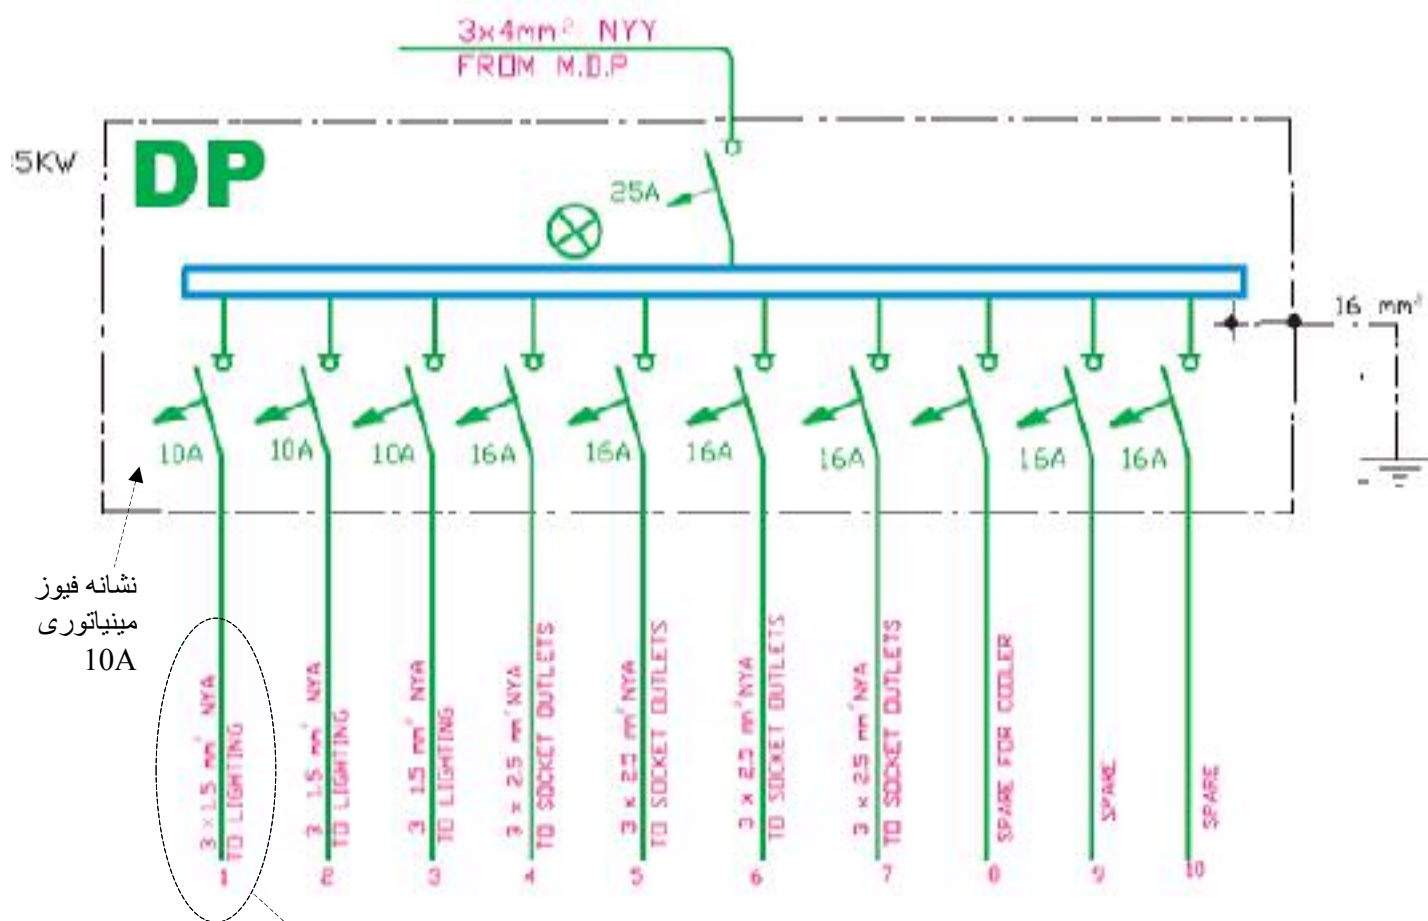 3x4mm² NYY
FROM M.D.P
5KW
DP
25A
16 mm²
10A
10A
10A
16A
16A
16A
16A
16A
16A
نشانه فیوز
مینیاتوری
10A
3 x 1.5 mm² NYA
TO LIGHTING
3 1.5 mm² NYA
TO LIGHTING
3 1.5 mm² NYA
TO LIGHTING
3 x 2.5 mm² NYA
TO SOCKET OUTLETS
3 x 2.5 mm² NYA
TO SOCKET OUTLETS
3 x 2.5 mm² NYA
TO SOCKET OUTLETS
3 x 2.5 mm² NYA
TO SOCKET OUTLETS
SPARE FOR COOLER
SPARE
SPARE
1
2
3
4
5
6
7
8
9
10